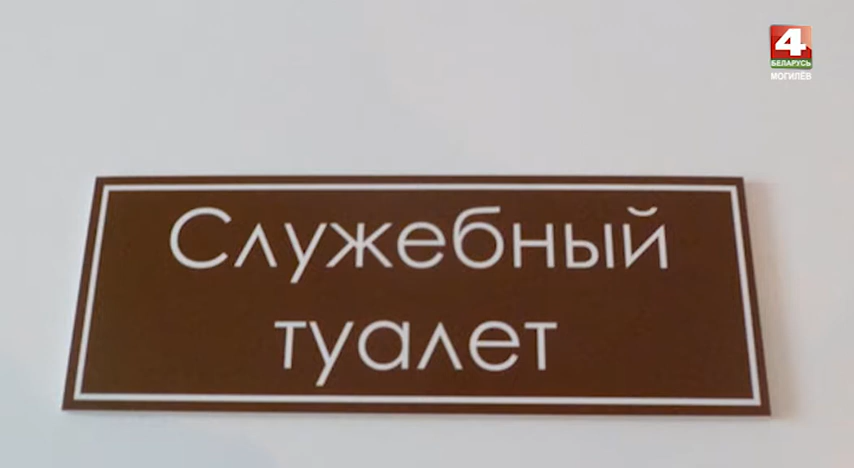 4
БЕЛАРУСЬ
МОГИЛЁВ
Служебный
туалет